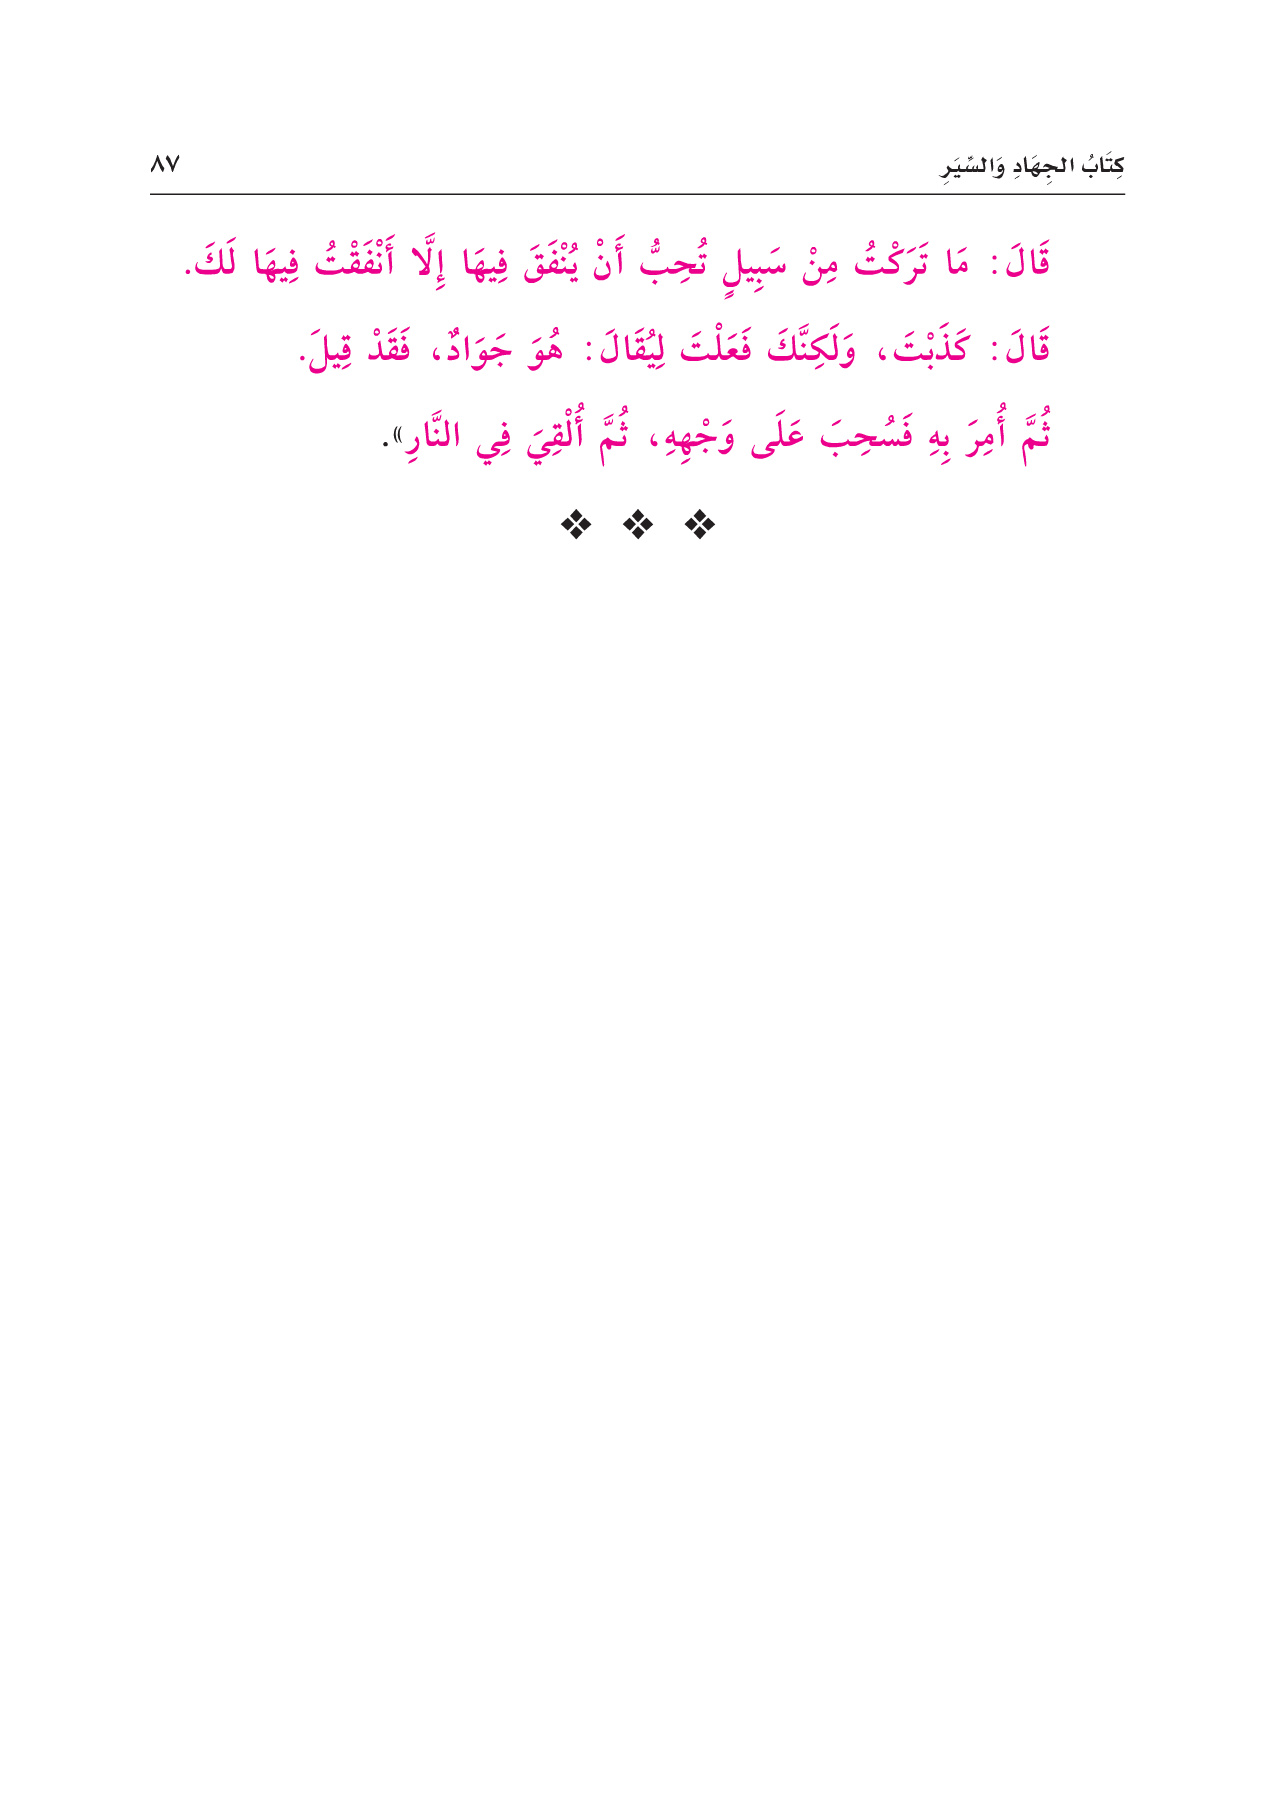 كِتَابُ الجِهَادِ وَالسِّيَرِ ٨٧
قَالَ: مَا تَرَكْتُ مِنْ سَبِيلٍ تُحِبُّ أَنْ يُنْفَقَ فِيهَا إِلَّا أَنْفَقْتُ فِيهَا لَكَ.
قَالَ: كَذَبْتَ، وَلَكِنَّكَ فَعَلْتَ لِيُقَالَ: هُوَ جَوَادٌ، فَقَدْ قِيلَ.
ثُمَّ أُمِرَ بِهِ فَسُحِبَ عَلَى وَجْهِهِ، ثُمَّ أُلْقِيَ فِي النَّارِ».